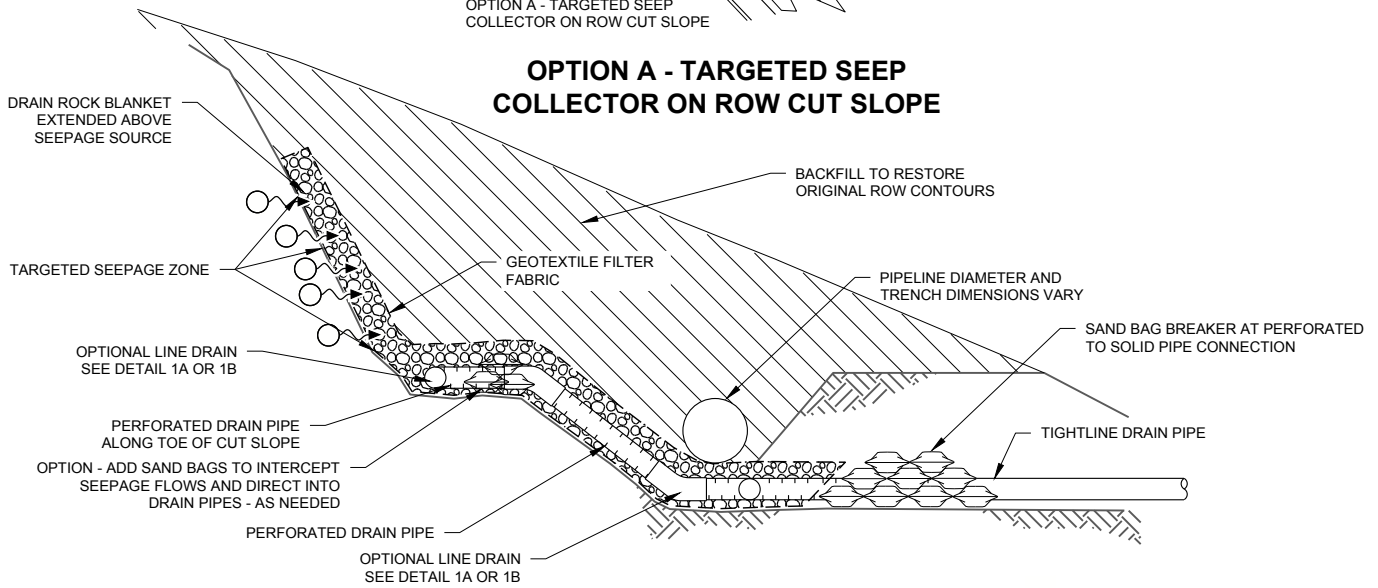 OPTION A - TARGETED SEEP
COLLECTOR ON ROW CUT SLOPE
OPTION A - TARGETED SEEP
COLLECTOR ON ROW CUT SLOPE
DRAIN ROCK BLANKET
EXTENDED ABOVE
SEEPAGE SOURCE
BACKFILL TO RESTORE
ORIGINAL ROW CONTOURS
TARGETED SEEPAGE ZONE
GEOTEXTILE FILTER
FABRIC
PIPELINE DIAMETER AND
TRENCH DIMENSIONS VARY
SAND BAG BREAKER AT PERFORATED
TO SOLID PIPE CONNECTION
OPTIONAL LINE DRAIN
SEE DETAIL 1A OR 1B
PERFORATED DRAIN PIPE
ALONG TOE OF CUT SLOPE
TIGHTLINE DRAIN PIPE
OPTION - ADD SAND BAGS TO INTERCEPT
SEEPAGE FLOWS AND DIRECT INTO
DRAIN PIPES - AS NEEDED
PERFORATED DRAIN PIPE
OPTIONAL LINE DRAIN
SEE DETAIL 1A OR 1B